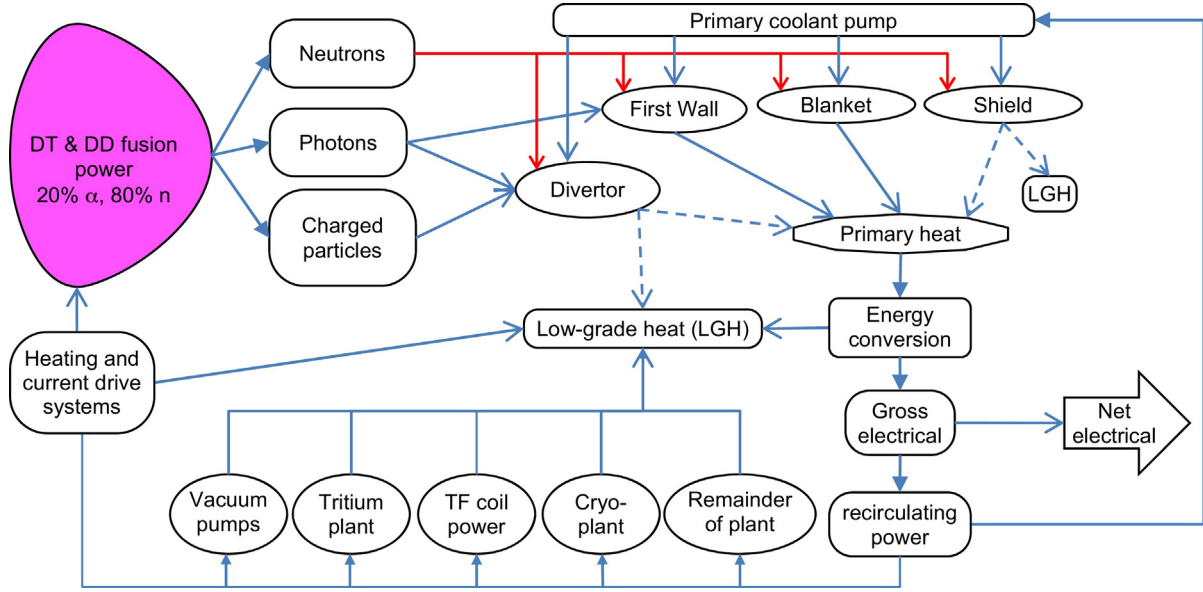 Primary coolant pump
Neutrons
First Wall
Blanket
Shield
DT & DD fusion
power
20% α, 80% n
Photons
Divertor
LGH
Charged
particles
Primary heat
Low-grade heat (LGH)
Energy
conversion
Heating and
current drive
systems
Gross
electrical
Net
electrical
Vacuum
pumps
Tritium
plant
TF coil
power
Cryo-
plant
Remainder
of plant
recirculating
power